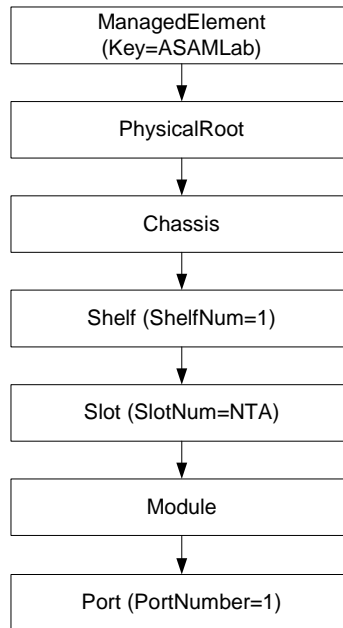 ManagedElement
(Key=ASAMLab)
PhysicalRoot
Chassis
Shelf (ShelfNum=1)
Slot (SlotNum=NTA)
Module
Port (PortNumber=1)